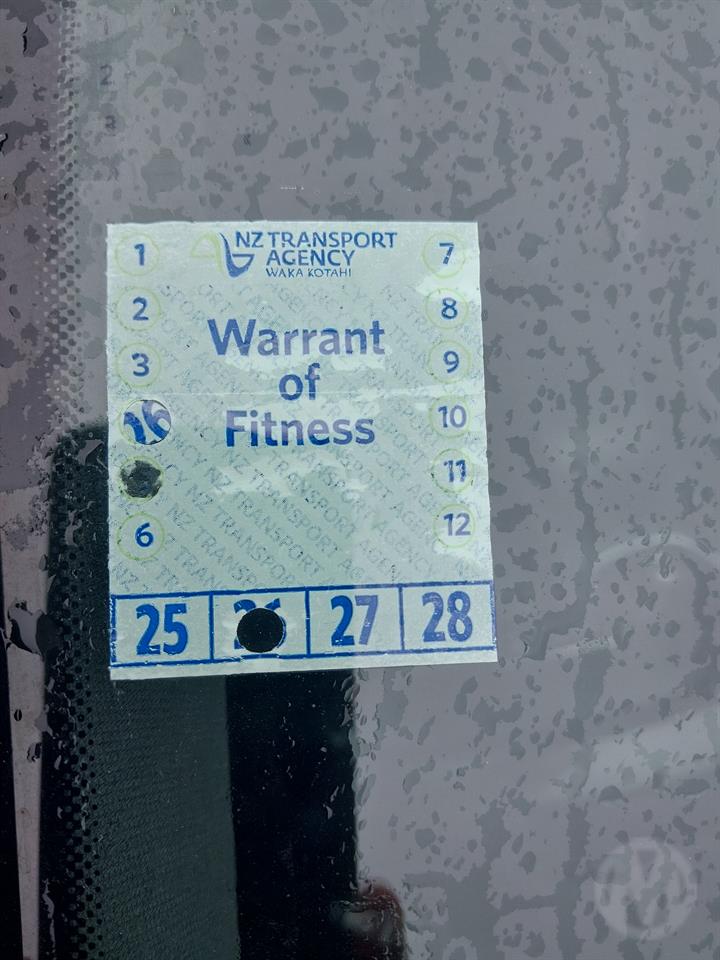 NZ TRANSPORT
AGENCY
WAKA KOTAHI
1
7
2
8
Warrant
3
of
9
16
Fitness
10
11
6
12
25
27
28